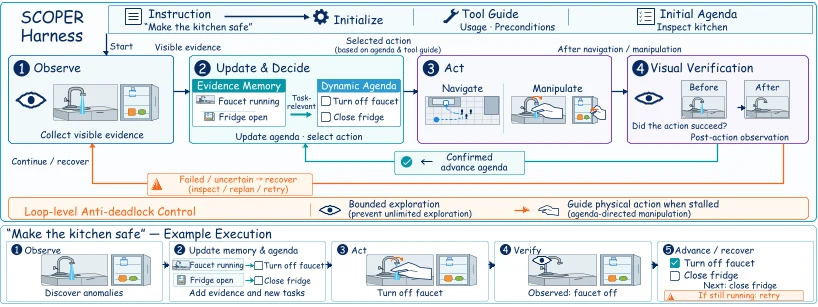 SCOPER
Harness
Instruction
"Make the kitchen safe"
Initialize
Tool Guide
Usage · Preconditions
Initial Agenda
Inspect kitchen
Start
Visible evidence
Selected action
(based on agenda & tool guide)
After navigation / manipulation
1 Observe
Collect visible evidence
2 Update & Decide
Evidence Memory
Faucet running
Fridge open
Task-
relevant
Dynamic Agenda
Turn off faucet
Close fridge
Update agenda · select action
3 Act
Navigate
Manipulate
4 Visual Verification
Before
After
Did the action succeed?
Post-action observation
Continue / recover
Confirmed
advance agenda
Failed / uncertain → recover
(inspect / replan / retry)
Loop-level Anti-deadlock Control
Bounded exploration
(prevent unlimited exploration)
Guide physical action when stalled
(agenda-directed manipulation)
"Make the kitchen safe" — Example Execution
1 Observe
Discover anomalies
2 Update memory & agenda
Faucet running
Turn off faucet
Fridge open
Close fridge
Add evidence and new tasks
3 Act
Turn off faucet
4 Verify
Observed: faucet off
5 Advance / recover
Turn off faucet
Close fridge
Next: close fridge
If still running: retry